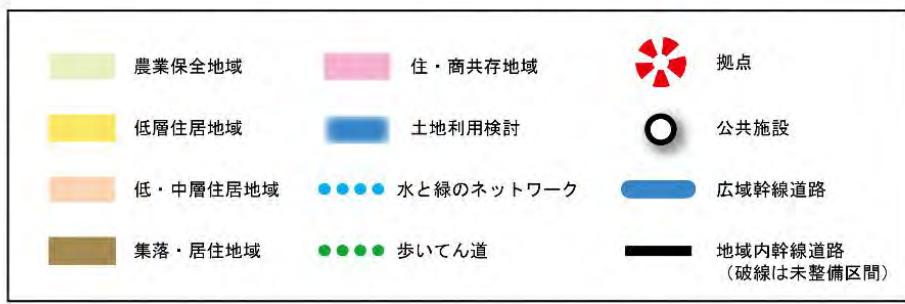 農業保全地域
低層住居地域
低・中層住居地域
集落・居住地域
住・商共存地域
土地利用検討
水と緑のネットワーク
歩いてん道
拠点
公共施設
広域幹線道路
地域内幹線道路
（破線は未整備区間）